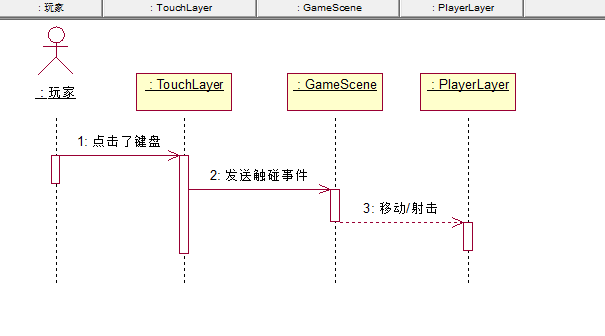 : 玩家
: TouchLayer
: GameScene
: PlayerLayer
: 玩家
: TouchLayer
: GameScene
: PlayerLayer
1: 点击了键盘
2: 发送触碰事件
3: 移动/射击